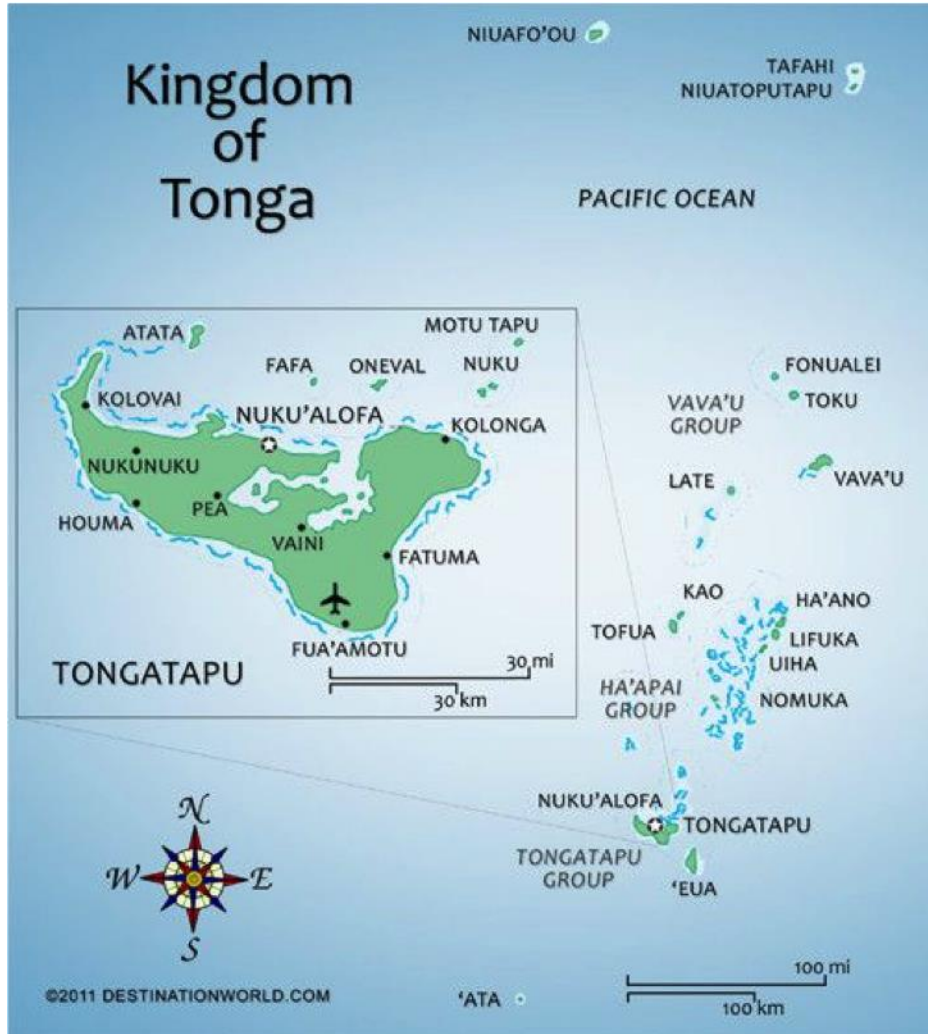 NIUAFO'OU
TAFAHI
NIUATOPUTAPU
Kingdom
of
Tonga
PACIFIC OCEAN
ATATA
MOTU TAPU
FAFA
ONEVAL
NUKU
KOLOVAI
NUKU'ALOFA
KOLONGA
NUKUNUKU
PEA
HOUMA
VAINI
FATUMA
FUA'AMOTU
TONGATAPU
30 mi
30 km
FONUALEI
TOKU
VAVA'U
GROUP
LATE
VAVA'U
KAO
HA'ANO
TOFUA
LIFUKA
UIHA
HA'APAI
GROUP
NOMUKA
NUKU'ALOFA
TONGATAPU
TONGATAPU
GROUP
'EUA
N
W
E
S
100 mi
100 km
©2011 DESTINATIONWORLD.COM
'ATA